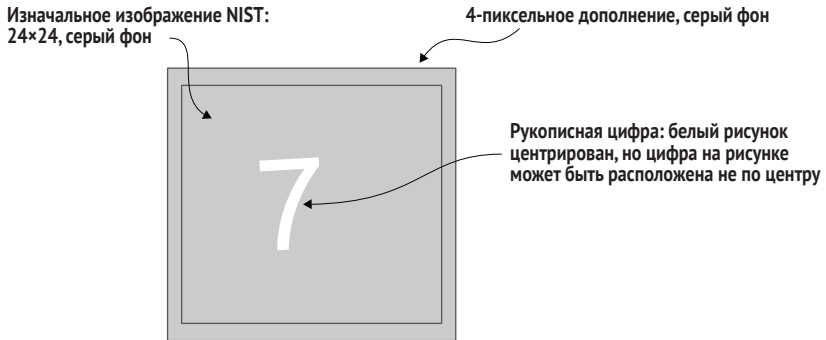 Изначальное изображение NIST:
24×24, серый фон
4-пиксельное дополнение, серый фон
Рукописная цифра: белый рисунок
центрирован, но цифра на рисунке
может быть расположена не по центру
7